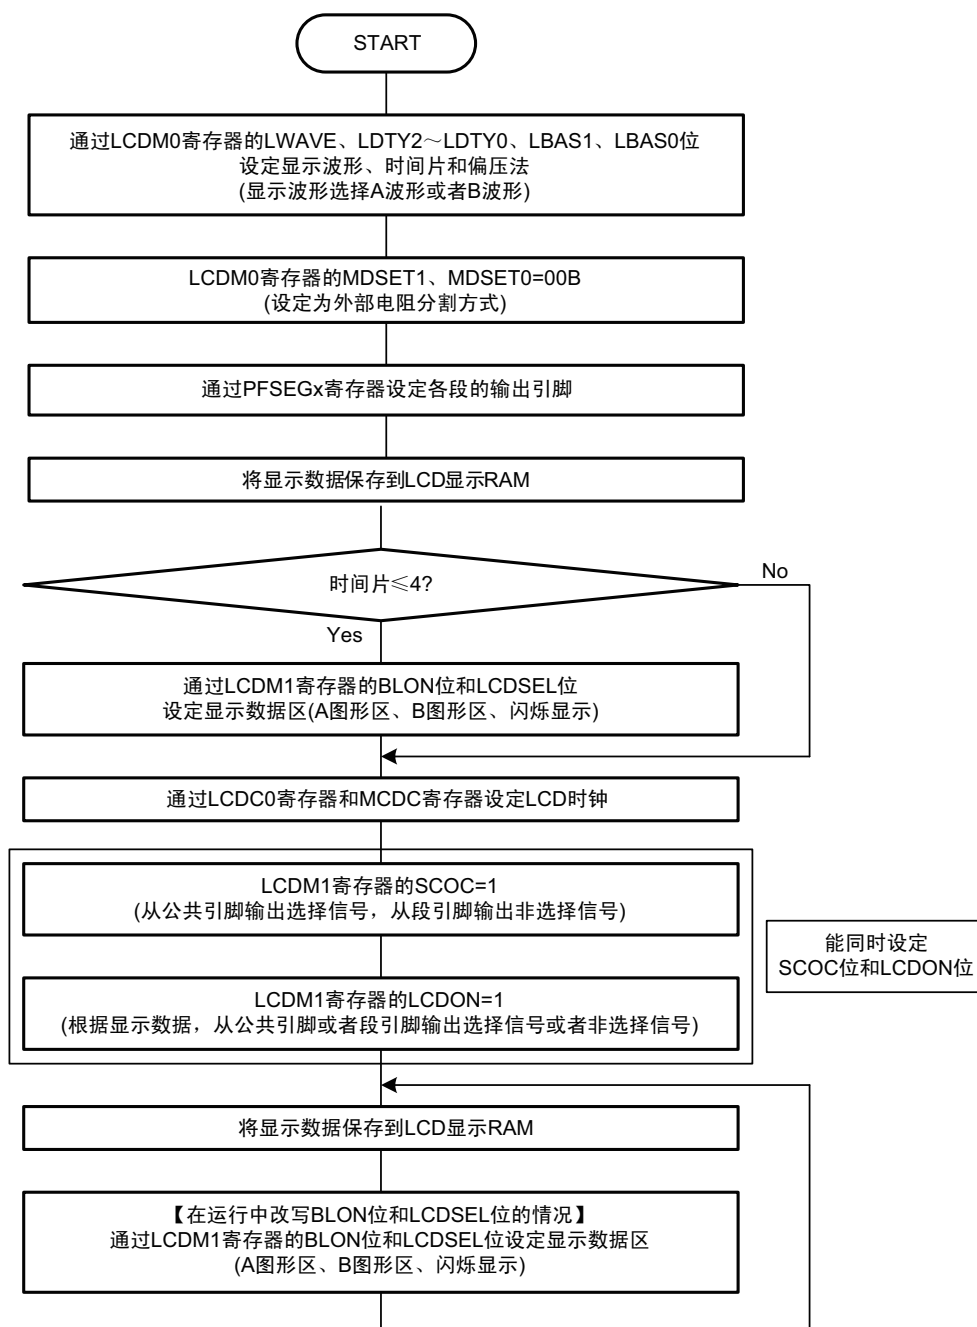 START
通过LCDM0寄存器的LWAVE、LDTY2～LDTY0、LBAS1、LBAS0位
设定显示波形、时间片和偏压法
(显示波形选择A波形或者B波形)
LCDM0寄存器的MDSET1、MDSET0=00B
(设定为外部电阻分割方式)
通过PFSEGx寄存器设定各段的输出引脚
将显示数据保存到LCD显示RAM
时间片≤4?
No
Yes
通过LCDM1寄存器的BLON位和LCDSEL位
设定显示数据区(A图形区、B图形区、闪烁显示)
通过LCDC0寄存器和MCDC寄存器设定LCD时钟
LCDM1寄存器的SCOC=1
(从公共引脚输出选择信号，从段引脚输出非选择信号)
能同时设定
SCOC位和LCDON位
LCDM1寄存器的LCDON=1
(根据显示数据，从公共引脚或者段引脚输出选择信号或者非选择信号)
将显示数据保存到LCD显示RAM
【在运行中改写BLON位和LCDSEL位的情况】
通过LCDM1寄存器的BLON位和LCDSEL位设定显示数据区
(A图形区、B图形区、闪烁显示)